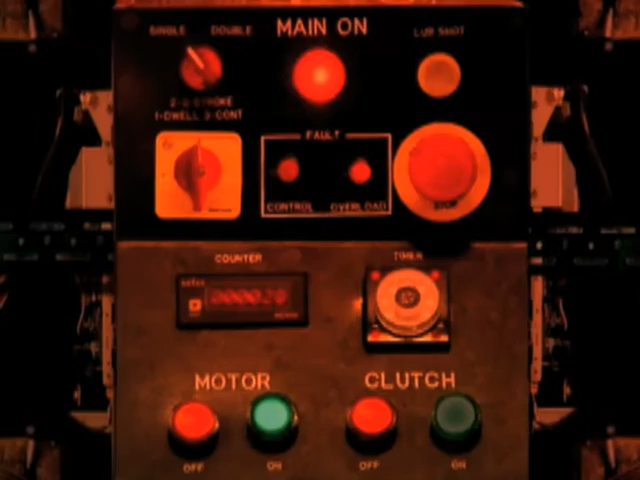 SINGLE DOUBLE MAIN ON LUB SHOT
2-2-STROKE
1-DWELL 3-CONT
FAULT
CONTROL OVERLOAD
COUNTER TIMER
MOTOR CLUTCH
OFF ON OFF ON